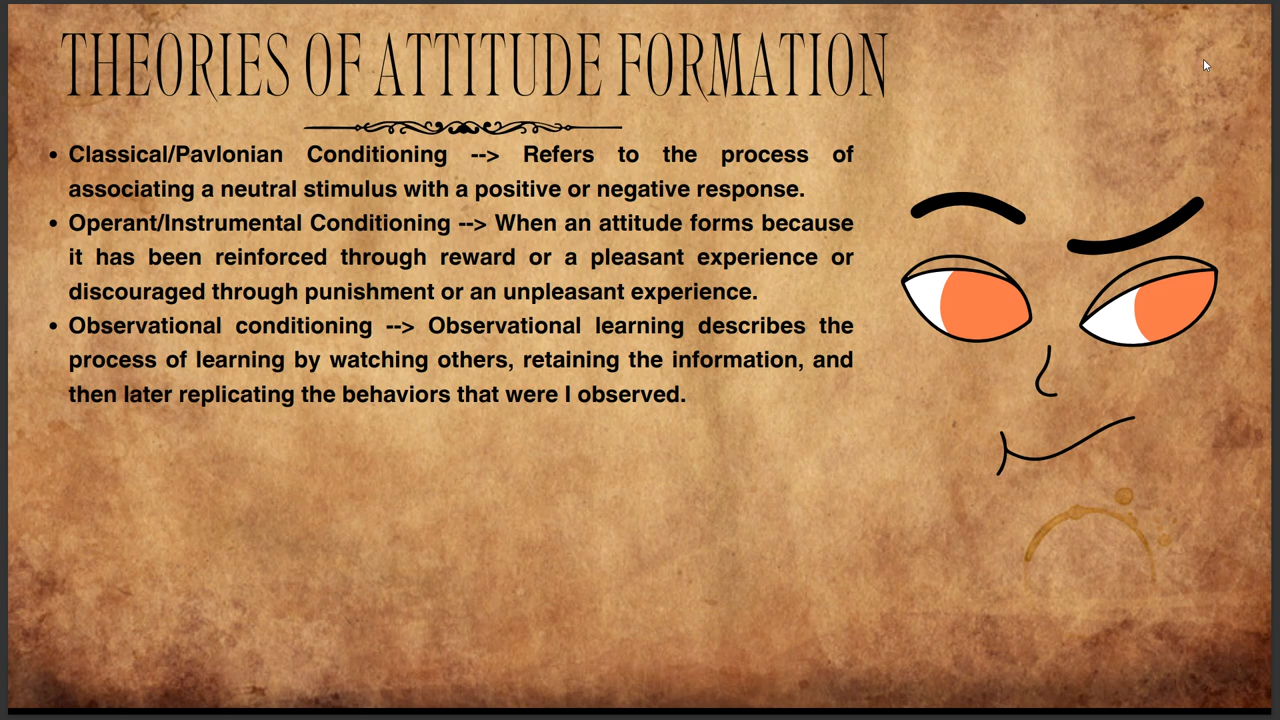 THEORIES OF ATTITUDE FORMATION
• Classical/Pavlonian Conditioning --> Refers to the process of
associating a neutral stimulus with a positive or negative response.
• Operant/Instrumental Conditioning --> When an attitude forms because
it has been reinforced through reward or a pleasant experience or
discouraged through punishment or an unpleasant experience.
• Observational conditioning --> Observational learning describes the
process of learning by watching others, retaining the information, and
then later replicating the behaviors that were I observed.